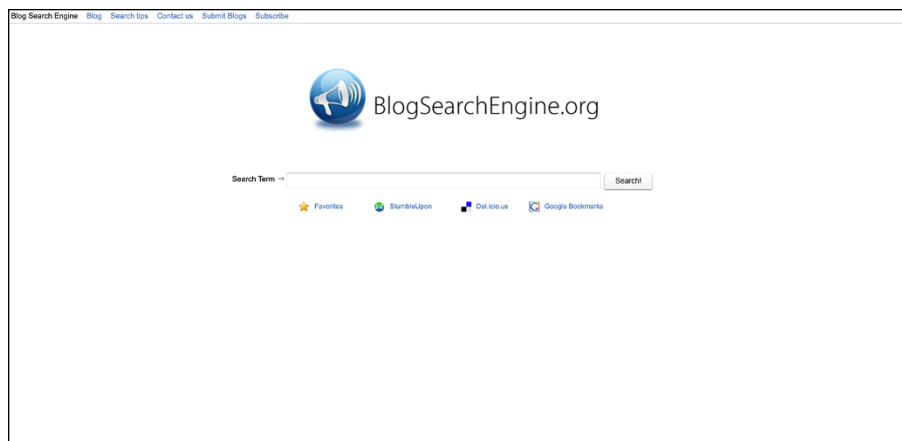 Blog Search Engine Blog Search tips Contact us Submit Blogs Subscribe
BlogSearchEngine.org
Search Term → Search!
Favorites StumbleUpon Del.icio.us Google Bookmarks